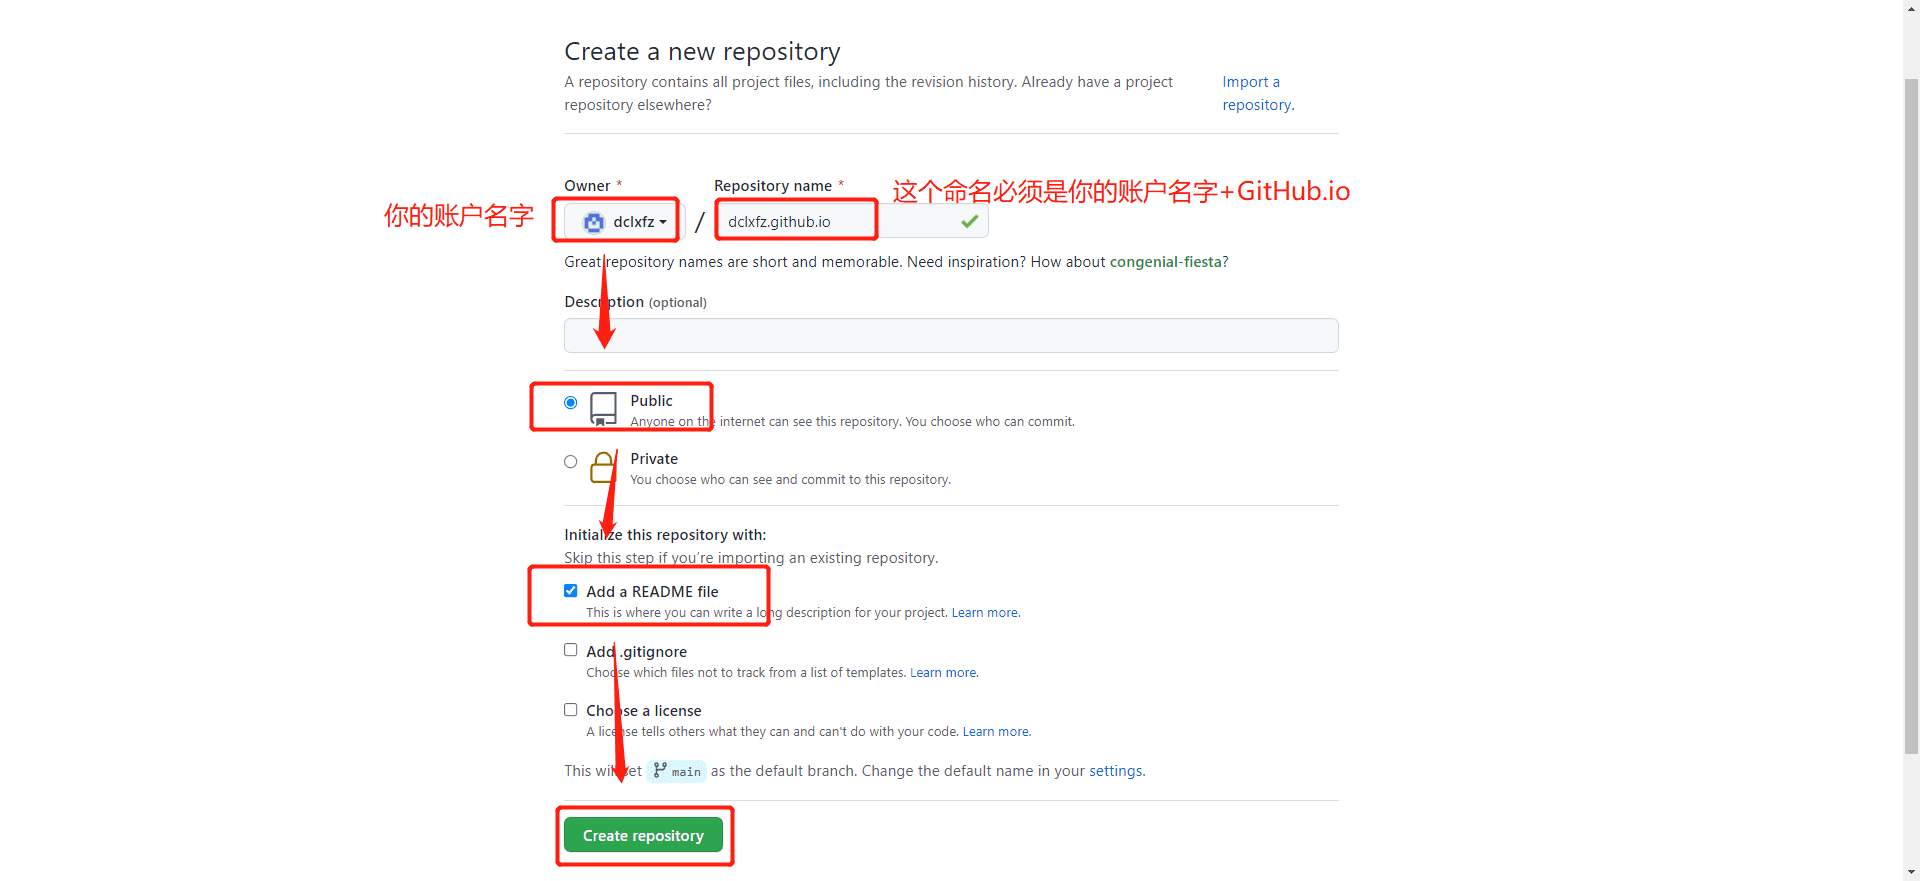 Create a new repository
A repository contains all project files, including the revision history. Already have a project
repository elsewhere?
Import a
repository.
Owner *
Repository name *
这个命名必须是你的账户名字+GitHub.io
你的账户名字
dclxfz
/
dclxfz.github.io
Great repository names are short and memorable. Need inspiration? How about congenial-fiesta?
Description (optional)
Public
Anyone on the internet can see this repository. You choose who can commit.
Private
You choose who can see and commit to this repository.
Initialize this repository with:
Skip this step if you’re importing an existing repository.
Add a README file
This is where you can write a long description for your project. Learn more.
Add .gitignore
Choose which files not to track from a list of templates. Learn more.
Choose a license
A license tells others what they can and can't do with your code. Learn more.
This will set main as the default branch. Change the default name in your settings.
Create repository